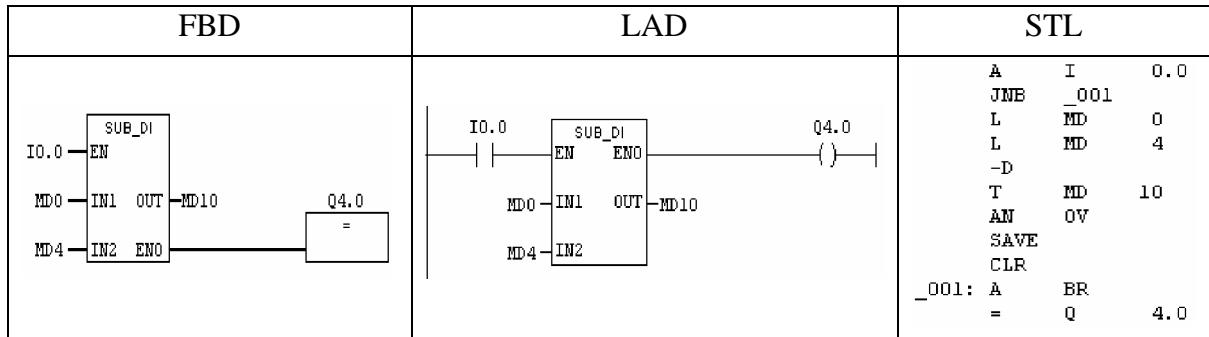 FBD
LAD
STL
SUB_DI
I0.0 EN
MD0 IN1 OUT MD10
MD4 IN2 ENO
Q4.0
=
I0.0
SUB_DI
EN ENO
Q4.0
MD0 IN1 OUT MD10
MD4 IN2
A I 0.0
JNB _001
L MD 0
L MD 4
-D
T MD 10
AN OV
SAVE
CLR
_001: A BR
= Q 4.0